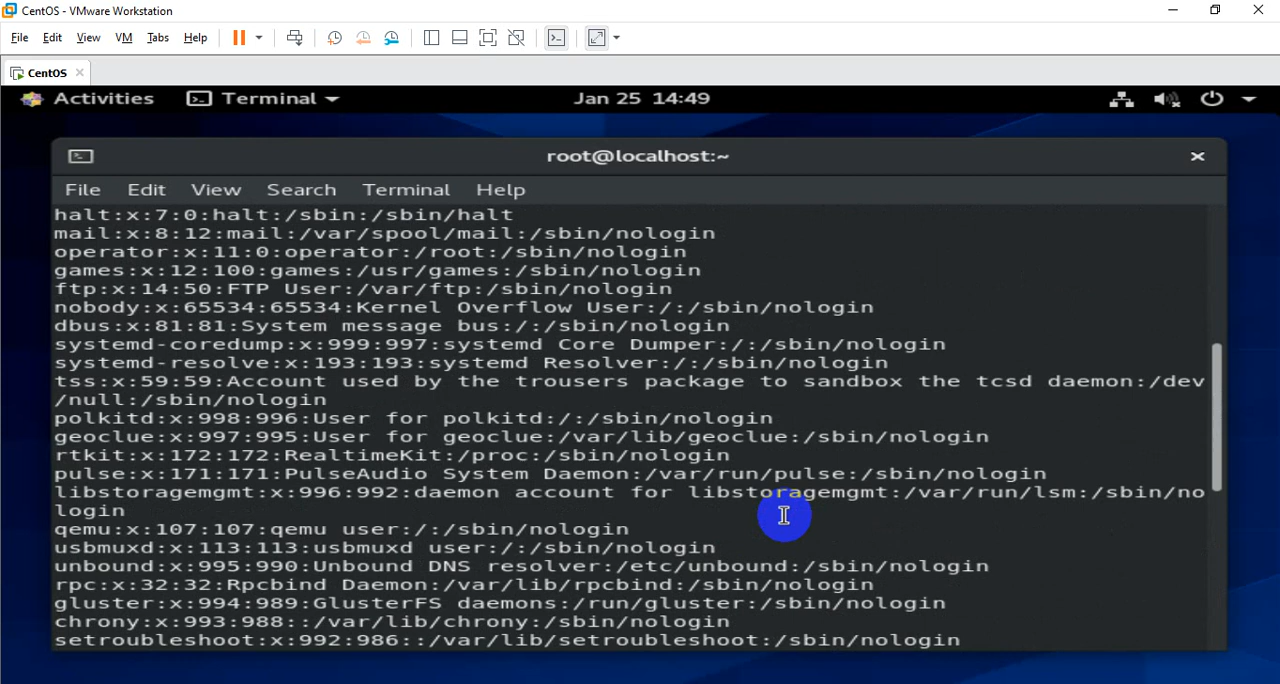 CentOS - VMware Workstation
File Edit View VM Tabs Help
CentOS
Activities Terminal Jan 25 14:49
root@localhost:~
File Edit View Search Terminal Help
halt:x:7:0:halt:/sbin:/sbin/halt
mail:x:8:12:mail:/var/spool/mail:/sbin/nologin
operator:x:11:0:operator:/root:/sbin/nologin
games:x:12:100:games:/usr/games:/sbin/nologin
ftp:x:14:50:FTP User:/var/ftp:/sbin/nologin
nobody:x:65534:65534:Kernel Overflow User:/:/sbin/nologin
dbus:x:81:81:System message bus:/:/sbin/nologin
systemd-coredump:x:999:997:systemd Core Dumper:/:/sbin/nologin
systemd-resolve:x:193:193:systemd Resolver:/:/sbin/nologin
tss:x:59:59:Account used by the trousers package to sandbox the tcsd daemon:/dev
/null:/sbin/nologin
polkitd:x:998:996:User for polkitd:/:/sbin/nologin
geoclue:x:997:995:User for geoclue:/var/lib/geoclue:/sbin/nologin
rtkit:x:172:172:RealtimeKit:/proc:/sbin/nologin
pulse:x:171:171:PulseAudio System Daemon:/var/run/pulse:/sbin/nologin
libstoragemgmt:x:996:992:daemon account for libstoragemgmt:/var/run/lsm:/sbin/no
login
qemu:x:107:107:qemu user:/:/sbin/nologin
usbmuxd:x:113:113:usbmuxd user:/:/sbin/nologin
unbound:x:995:990:Unbound DNS resolver:/etc/unbound:/sbin/nologin
rpc:x:32:32:Rpcbind Daemon:/var/lib/rpcbind:/sbin/nologin
gluster:x:994:989:GlusterFS daemons:/run/gluster:/sbin/nologin
chrony:x:993:988::/var/lib/chrony:/sbin/nologin
setroubleshoot:x:992:986::/var/lib/setroubleshoot:/sbin/nologin